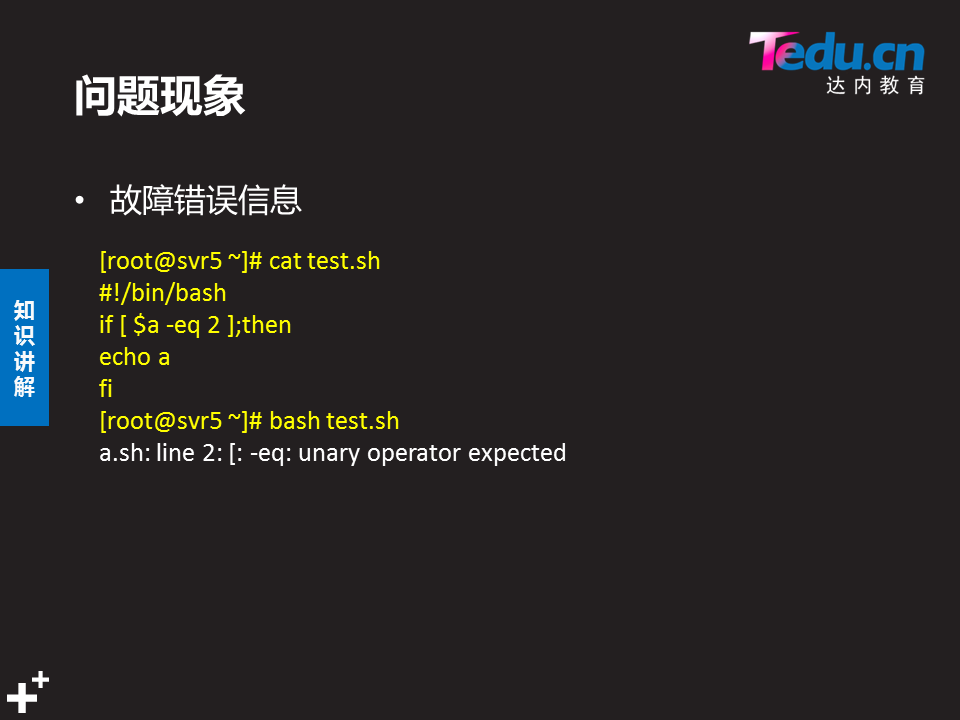 Tedu.cn
达内教育
问题现象
• 故障错误信息
[root@svr5 ~]# cat test.sh
#!/bin/bash
if [ $a -eq 2 ];then
echo a
fi
[root@svr5 ~]# bash test.sh
a.sh: line 2: [: -eq: unary operator expected
知
识
讲
解